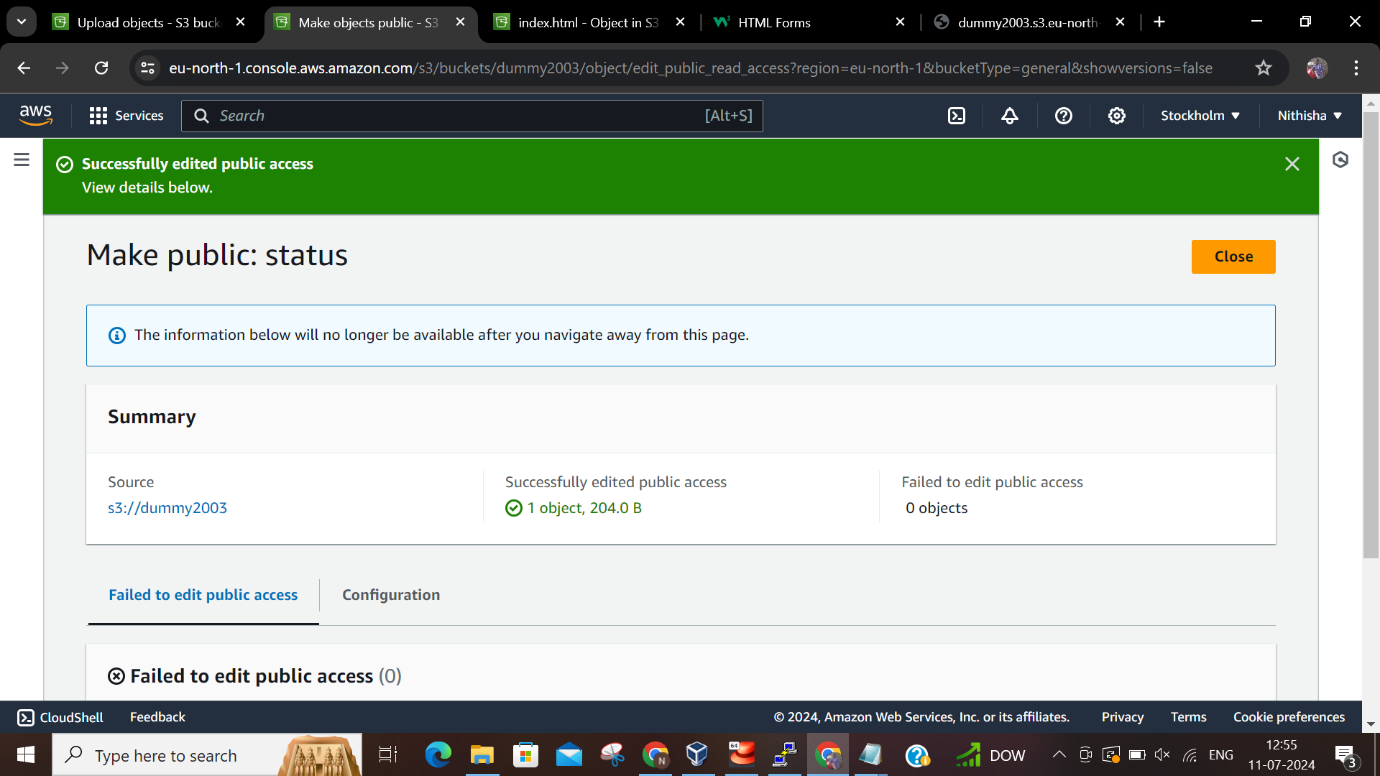 Upload objects - S3 buck
Make objects public - S3
index.html - Object in S3
HTML Forms
dummy2003.s3.eu-north-
eu-north-1.console.aws.amazon.com/s3/buckets/dummy2003/object/edit_public_read_access?region=eu-north-1&bucketType=general&showversions=false
aws
Services
Search
[Alt+S]
Stockholm
Nithisha
Successfully edited public access
View details below.
Make public: status
Close
The information below will no longer be available after you navigate away from this page.
Summary
Source
s3://dummy2003
Successfully edited public access
1 object, 204.0 B
Failed to edit public access
0 objects
Failed to edit public access
Configuration
Failed to edit public access (0)
CloudShell
Feedback
© 2024, Amazon Web Services, Inc. or its affiliates.
Privacy
Terms
Cookie preferences
Type here to search
N
64
DOW
ENG
12:55
11-07-2024
3